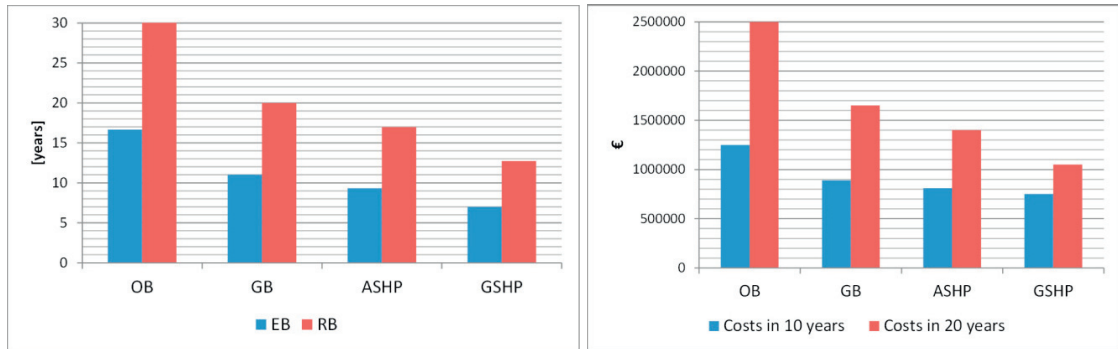 30
25
20
15
10
5
0
[years]
OB GB ASHP GSHP
EB RB
2500000
2000000
1500000
1000000
500000
0
€
OB GB ASHP GSHP
Costs in 10 years Costs in 20 years